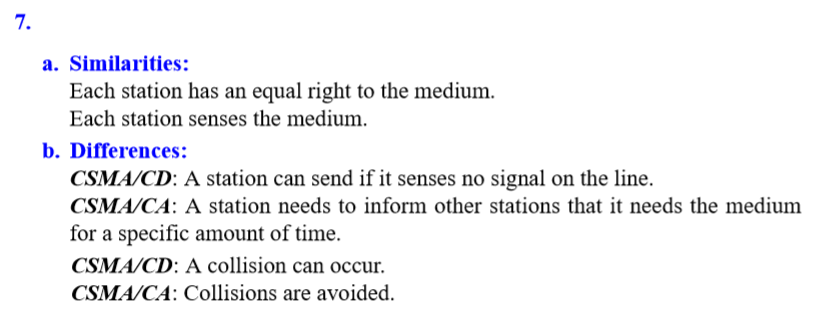 7.
a. Similarities:
Each station has an equal right to the medium.
Each station senses the medium.
b. Differences:
CSMA/CD: A station can send if it senses no signal on the line.
CSMA/CA: A station needs to inform other stations that it needs the medium
for a specific amount of time.
CSMA/CD: A collision can occur.
CSMA/CA: Collisions are avoided.